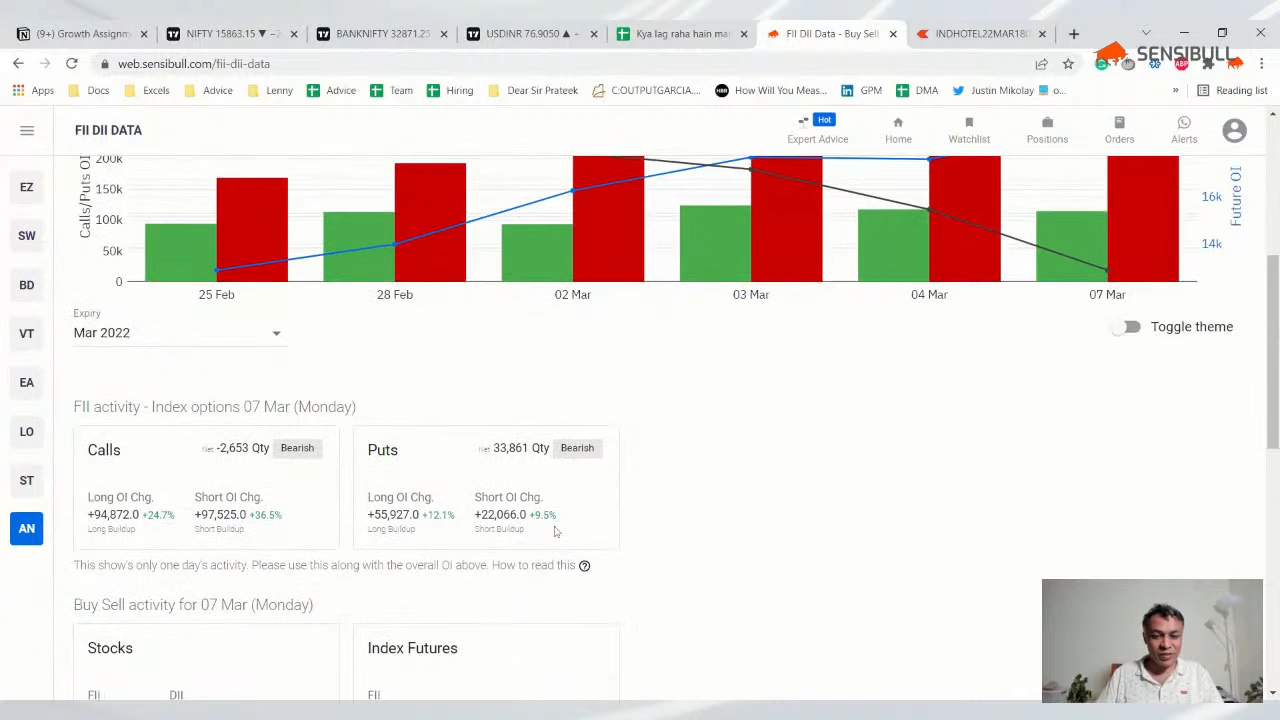 (9+) Growth Assignm
NIFTY 15863.15 ▼ −2
BANKNIFTY 32871.25
USDINR 76.9050 ▲ +
Kya lag raha hain mar
FII DII Data - Buy Sell
INDHOTEL22MAR180
SENSIBULL
web.sensibull.com/fii-dii-data
Apps
Docs
Excels
Advice
Lenny
Advice
Team
Hiring
Dear Sir Prateek
C:OUTPUTGARCIA...
How Will You Meas...
GPM
DMA
Justin Mikolay 💻 o...
»
Reading list
FII DII DATA
Hot
Expert Advice
Home
Watchlist
Positions
Orders
Alerts
EZ
SW
BD
VT
EA
LO
ST
AN
Calls/Puts OI
200k
150k
100k
50k
0
16k
14k
Future OI
25 Feb
28 Feb
02 Mar
03 Mar
04 Mar
07 Mar
Expiry
Mar 2022
Toggle theme
FII activity - Index options 07 Mar (Monday)
Calls
Net -2,653 Qty
Bearish
Long OI Chg.
Short OI Chg.
+94,872.0 +24.7%
+97,525.0 +36.5%
Long Buildup
Short Buildup
Puts
Net 33,861 Qty
Bearish
Long OI Chg.
Short OI Chg.
+55,927.0 +12.1%
+22,066.0 +9.5%
Long Buildup
Short Buildup
This show's only one day's activity. Please use this along with the overall OI above. How to read this
Buy Sell activity for 07 Mar (Monday)
Stocks
FII
DII
Index Futures
FII